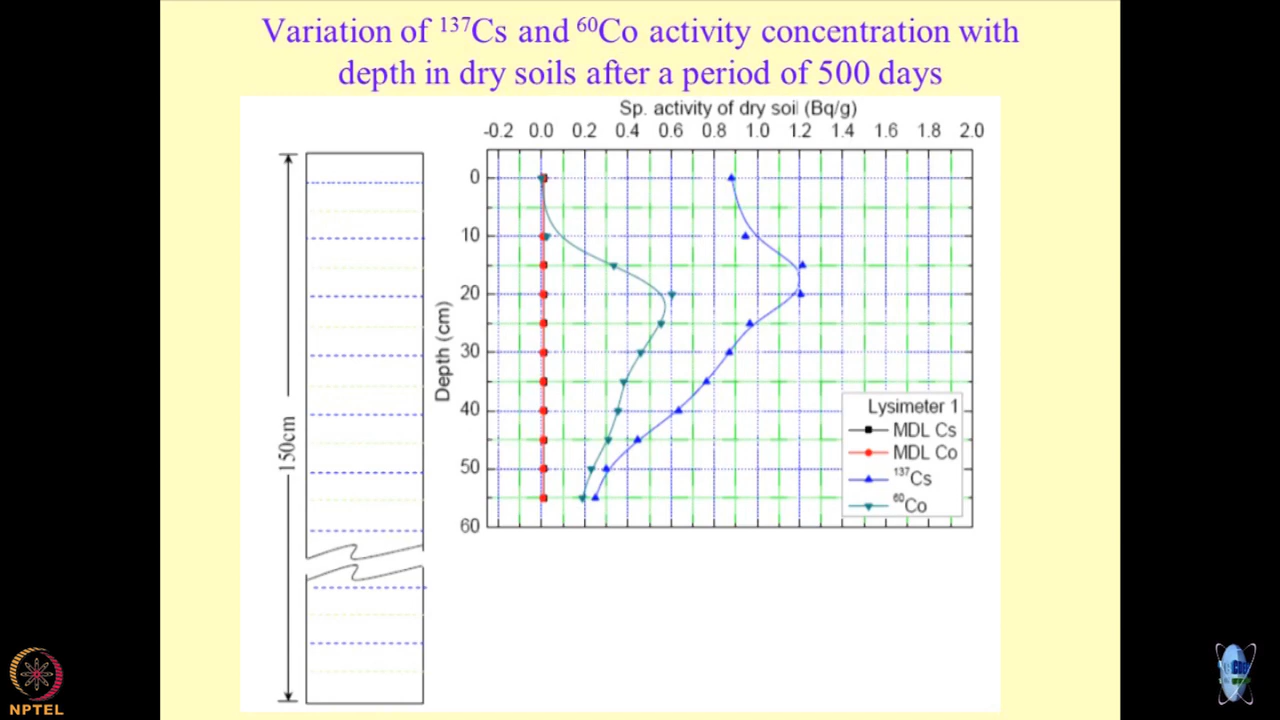 Variation of ¹³⁷Cs and ⁶⁰Co activity concentration with
depth in dry soils after a period of 500 days
Sp. activity of dry soil (Bq/g)
-0.2 0.0 0.2 0.4 0.6 0.8 1.0 1.2 1.4 1.6 1.8 2.0
0
10
20
30
40
50
60
Depth (cm)
150cm
Lysimeter 1
MDL Cs
MDL Co
¹³⁷Cs
⁶⁰Co
NPTEL